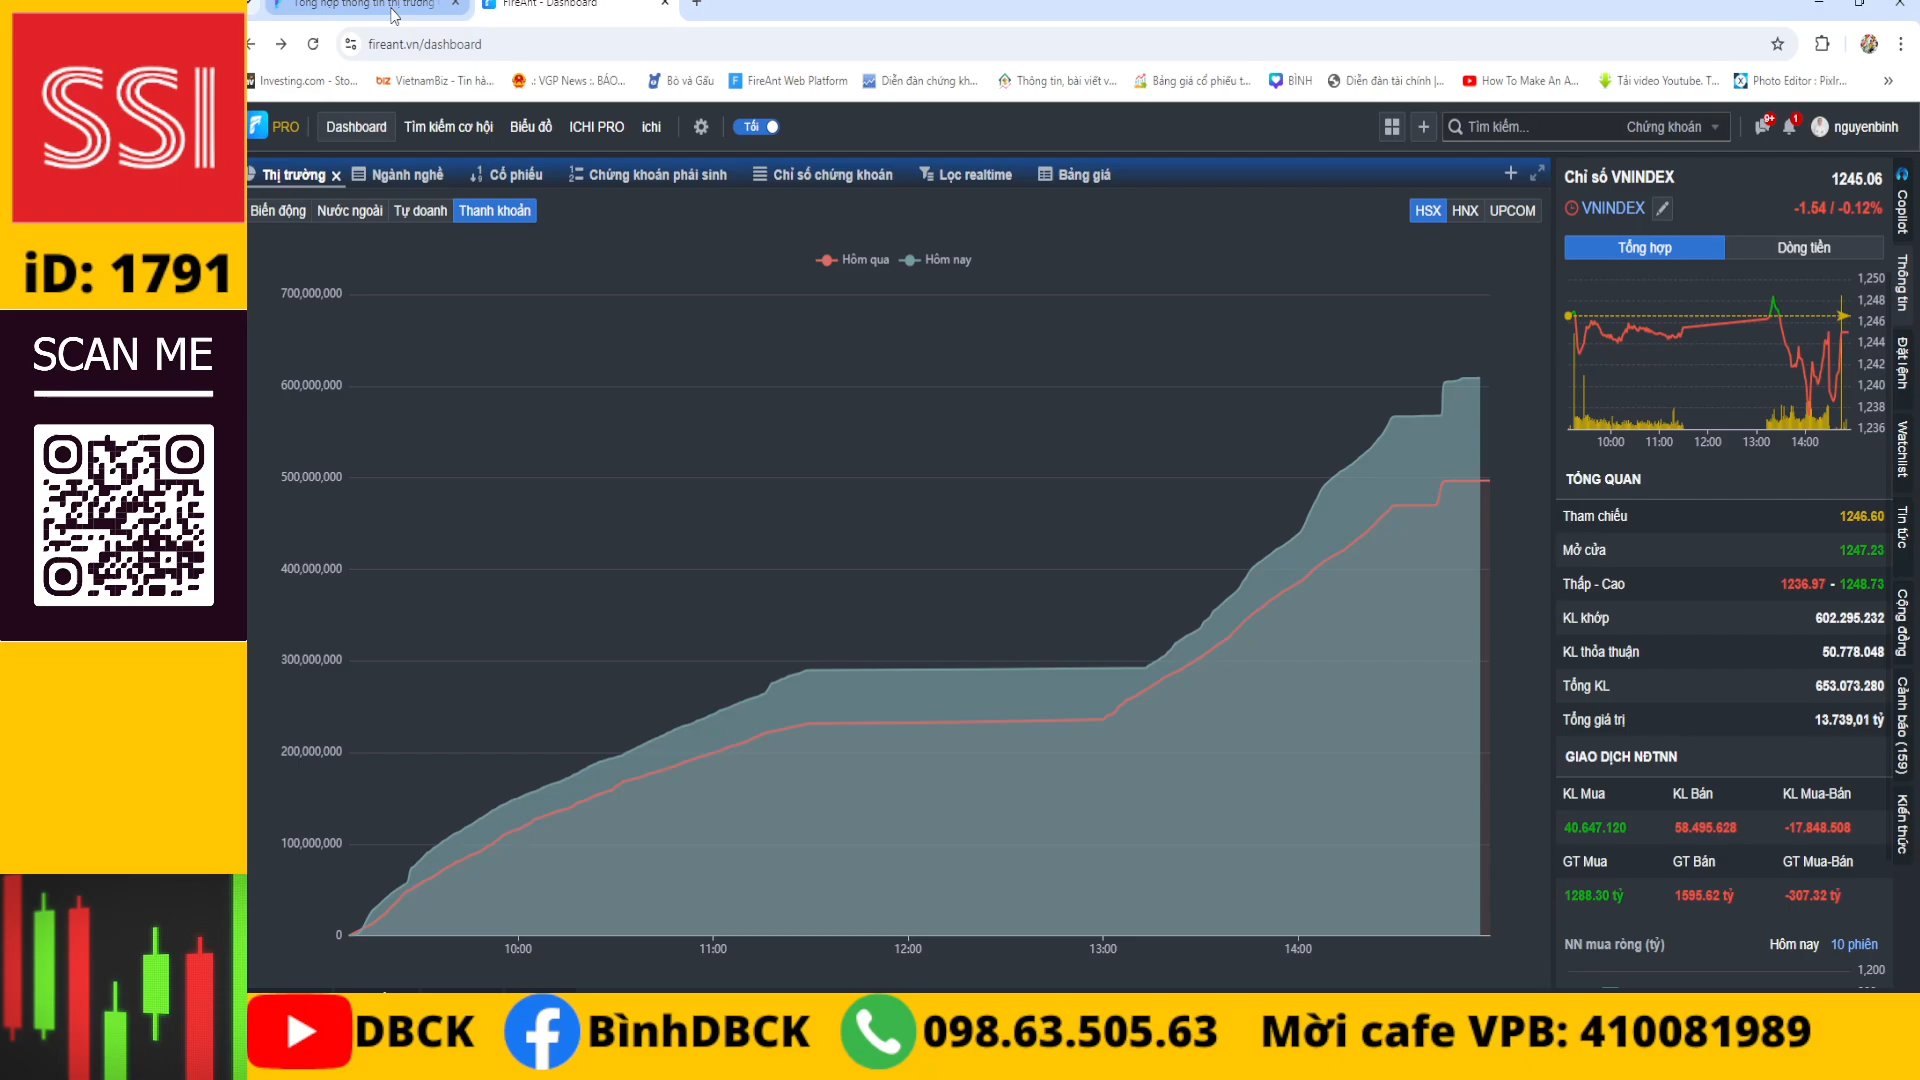 SSI
iD: 1791
SCAN ME
Tổng hợp thông tin thị trường
FireAnt - Dashboard
fireant.vn/dashboard
Investing.com - Sto...
VietnamBiz - Tin hà...
.: VGP News :. BÁO...
Bò và Gấu
FireAnt Web Platform
Diễn đàn chứng kh...
Thông tin, bài viết v...
Bảng giá cổ phiếu t...
BÌNH
Diễn đàn tài chính |...
How To Make An A...
Tải video Youtube. T...
Photo Editor : Pixlr...
PRO
Dashboard
Tìm kiếm cơ hội
Biểu đồ
ICHI PRO
ichi
Tối
Tìm kiếm...
Chứng khoán
9+
1
nguyenbinh
Thị trường
Ngành nghề
Cổ phiếu
Chứng khoán phái sinh
Chỉ số chứng khoán
Lọc realtime
Bảng giá
Biến động
Nước ngoài
Tự doanh
Thanh khoản
HSX
HNX
UPCOM
Hôm qua
Hôm nay
700,000,000
600,000,000
500,000,000
400,000,000
300,000,000
200,000,000
100,000,000
0
10:00
11:00
12:00
13:00
14:00
Chỉ số VNINDEX
1245.06
VNINDEX
-1.54 / -0.12%
Tổng hợp
Dòng tiền
1,250
1,248
1,246
1,244
1,242
1,240
1,238
1,236
10:00
11:00
12:00
13:00
14:00
TỔNG QUAN
Tham chiếu 1246.60
Mở cửa 1247.23
Thấp - Cao 1236.97 - 1248.73
KL khớp 602.295.232
KL thỏa thuận 50.778.048
Tổng KL 653.073.280
Tổng giá trị 13.739,01 tỷ
GIAO DỊCH NĐTNN
KL Mua KL Bán KL Mua-Bán
40.647.120 58.495.628 -17.848.508
GT Mua GT Bán GT Mua-Bán
1288.30 tỷ 1595.62 tỷ -307.32 tỷ
NN mua ròng (tỷ) Hôm nay 10 phiên
1,200
Copilot
Thông tin
Đặt lệnh
Watchlist
Tin tức
Cộng đồng
Cảnh báo (159)
Kiến thức
DBCK
BìnhDBCK
098.63.505.63
Mời cafe VPB: 410081989